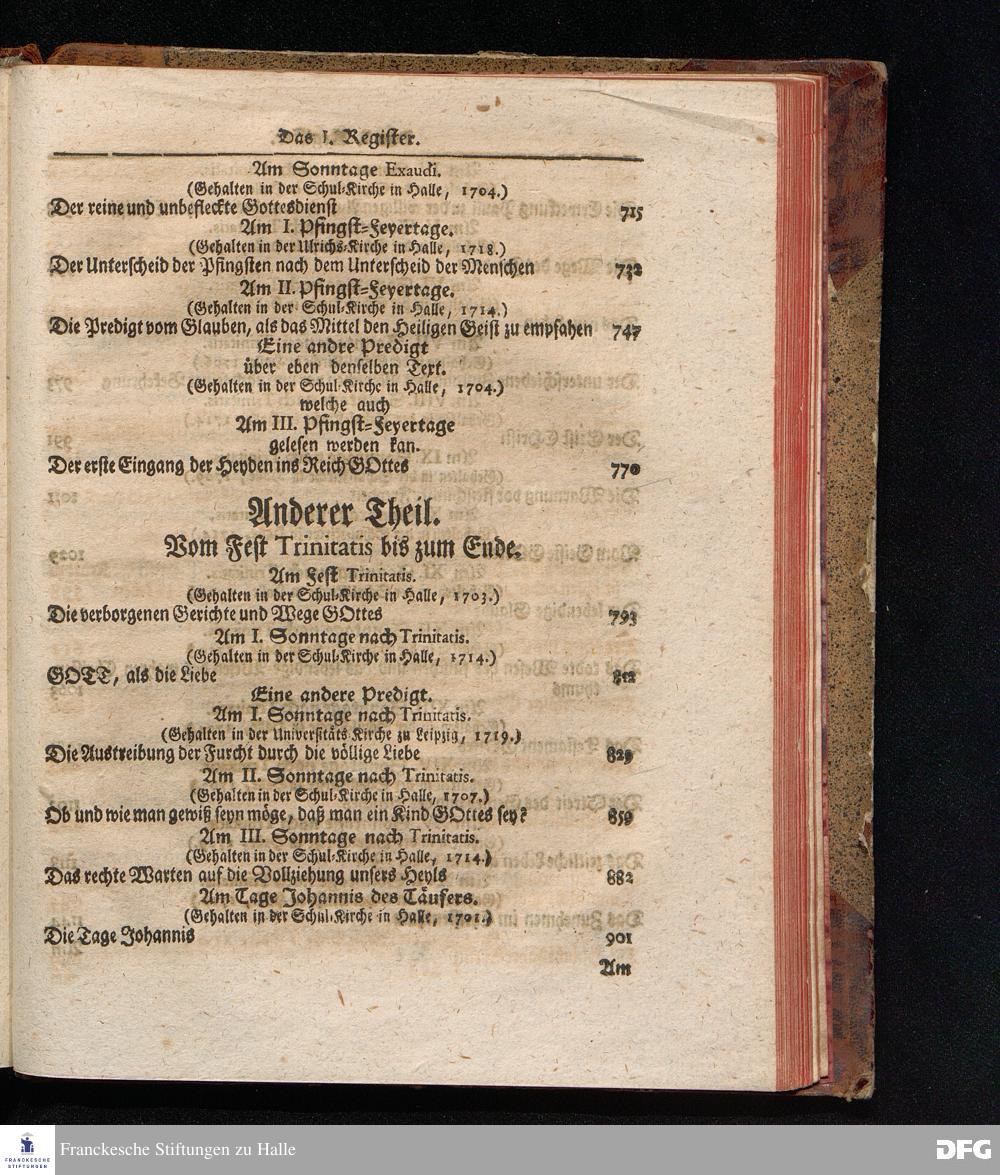 Das I. Register.
Am Sonntage Exaudi.
(Gehalten in der Schul-Kirche in Halle, 1704.)
Der reine und unbefleckte Gottesdienst 715
Am I. Pfingst-Feyertage.
(Gehalten in der Ulrichs-Kirche in Halle, 1718.)
Der Unterscheid der Pfingsten nach dem Unterscheid der Menschen 732
Am II. Pfingst-Feyertage.
(Gehalten in der Schul-Kirche in Halle, 1714.)
Die Predigt vom Glauben, als das Mittel den Heiligen Geist zu empfahen 747
Eine andre Predigt
über eben denselben Text.
(Gehalten in der Schul-Kirche in Halle, 1704.)
welche auch
Am III. Pfingst-Feyertage
gelesen werden kan.
Der erste Eingang der Heyden ins Reich GOttes 770
Anderer Theil.
Vom Fest Trinitatis bis zum Ende.
Am Fest Trinitatis.
(Gehalten in der Schul-Kirche in Halle, 1703.)
Die verborgenen Gerichte und Wege GOttes 793
Am I. Sonntage nach Trinitatis.
(Gehalten in der Schul-Kirche in Halle, 1714.)
GOTT, als die Liebe 812
Eine andere Predigt.
Am I. Sonntage nach Trinitatis.
(Gehalten in der Universitäts Kirche zu Leipzig, 1719.)
Die Austreibung der Furcht durch die völlige Liebe 829
Am II. Sonntage nach Trinitatis.
(Gehalten in der Schul-Kirche in Halle, 1707.)
Ob und wie man gewiß seyn möge, daß man ein Kind GOttes sey? 859
Am III. Sonntage nach Trinitatis.
(Gehalten in der Schul-Kirche in Halle, 1714.)
Das rechte Warten auf die Vollziehung unsers Heyls 882
Am Tage Johannis des Täufers.
(Gehalten in der Schul-Kirche in Halle, 1701.)
Die Tage Johannis 901
Am
FRANCKESCHE
STIFTUNGEN
Franckesche Stiftungen zu Halle
DFG